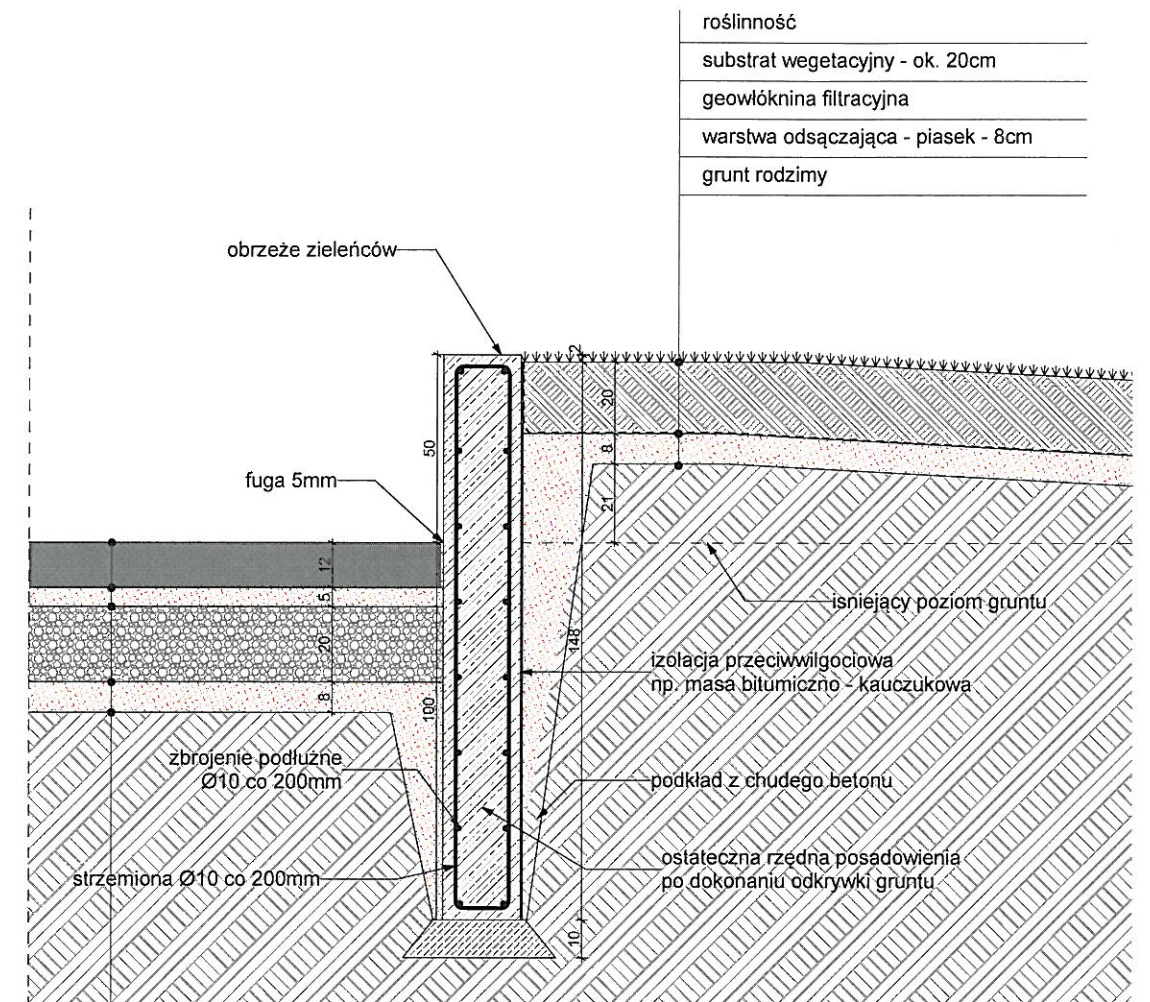 roślinność
substrat wegetacyjny - ok. 20cm
geowłóknina filtracyjna
warstwa odsączająca - piasek - 8cm
grunt rodzimy
obrzeże zieleńców
2
20
50
8
fuga 5mm
21
12
5
isniejący poziom gruntu
20
148
izolacja przeciwwilgociowa
np. masa bitumiczno - kauczukowa
8
100
zbrojenie podłużne
Ø10 co 200mm
podkład z chudego betonu
ostateczna rzędna posadowienia
po dokonaniu odkrywki gruntu
strzemiona Ø10 co 200mm
10